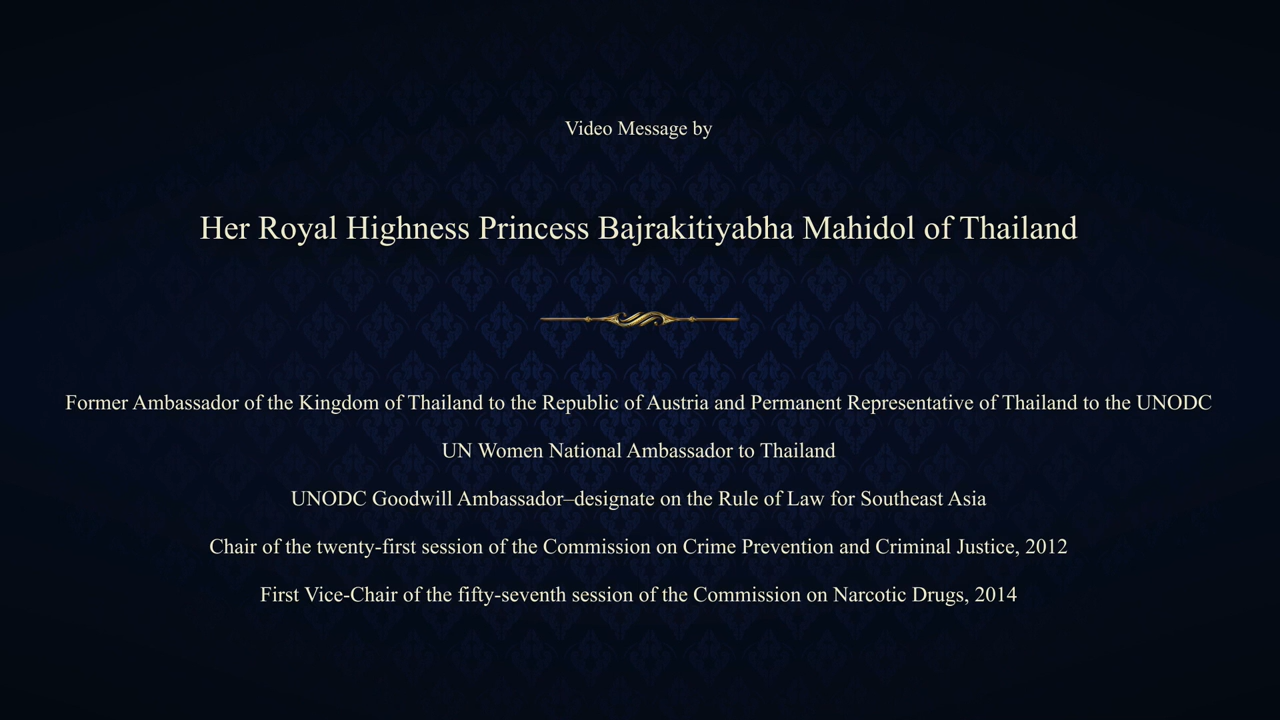 Video Message by
Her Royal Highness Princess Bajrakitiyabha Mahidol of Thailand
Former Ambassador of the Kingdom of Thailand to the Republic of Austria and Permanent Representative of Thailand to the UNODC
UN Women National Ambassador to Thailand
UNODC Goodwill Ambassador–designate on the Rule of Law for Southeast Asia
Chair of the twenty-first session of the Commission on Crime Prevention and Criminal Justice, 2012
First Vice-Chair of the fifty-seventh session of the Commission on Narcotic Drugs, 2014